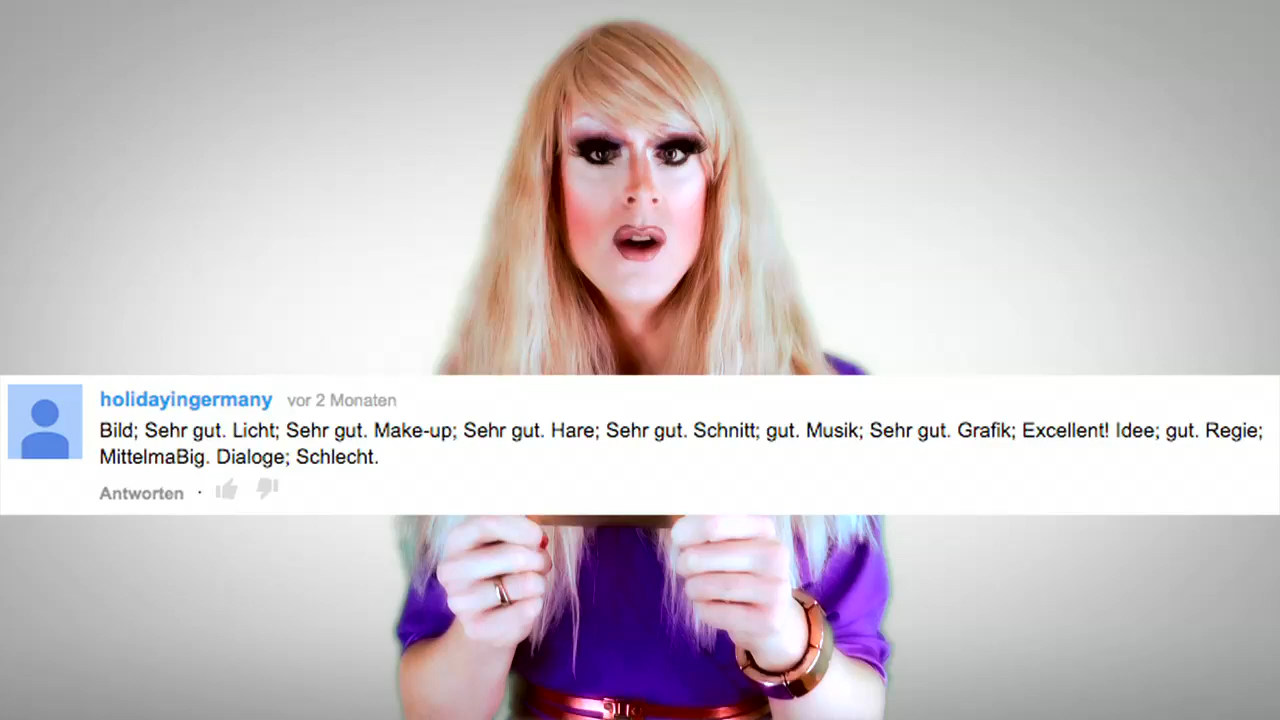 holidayingermany vor 2 Monaten
Bild; Sehr gut. Licht; Sehr gut. Make-up; Sehr gut. Hare; Sehr gut. Schnitt; gut. Musik; Sehr gut. Grafik; Excellent! Idee; gut. Regie;
MittelmaBig. Dialoge; Schlecht.
Antworten ·